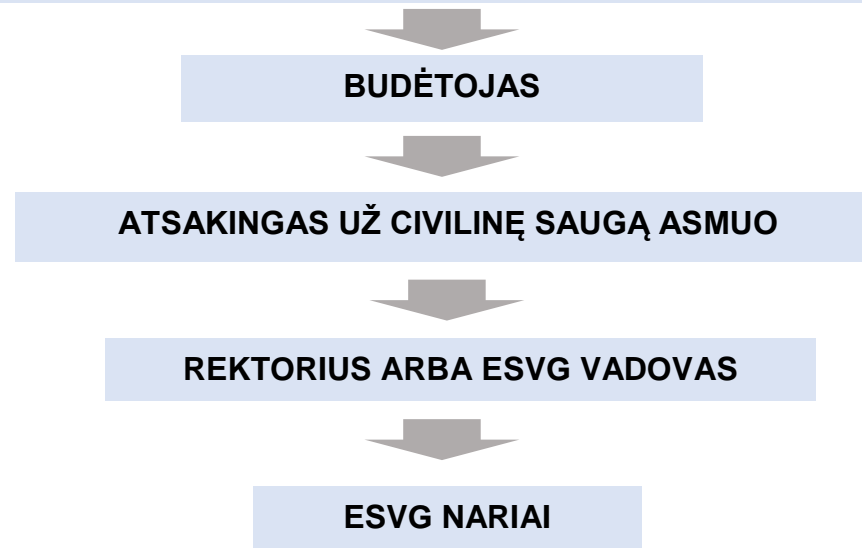 BUDĖTOJAS
ATSAKINGAS UŽ CIVILINĘ SAUGĄ ASMUO
REKTORIUS ARBA ESVG VADOVAS
ESVG NARIAI